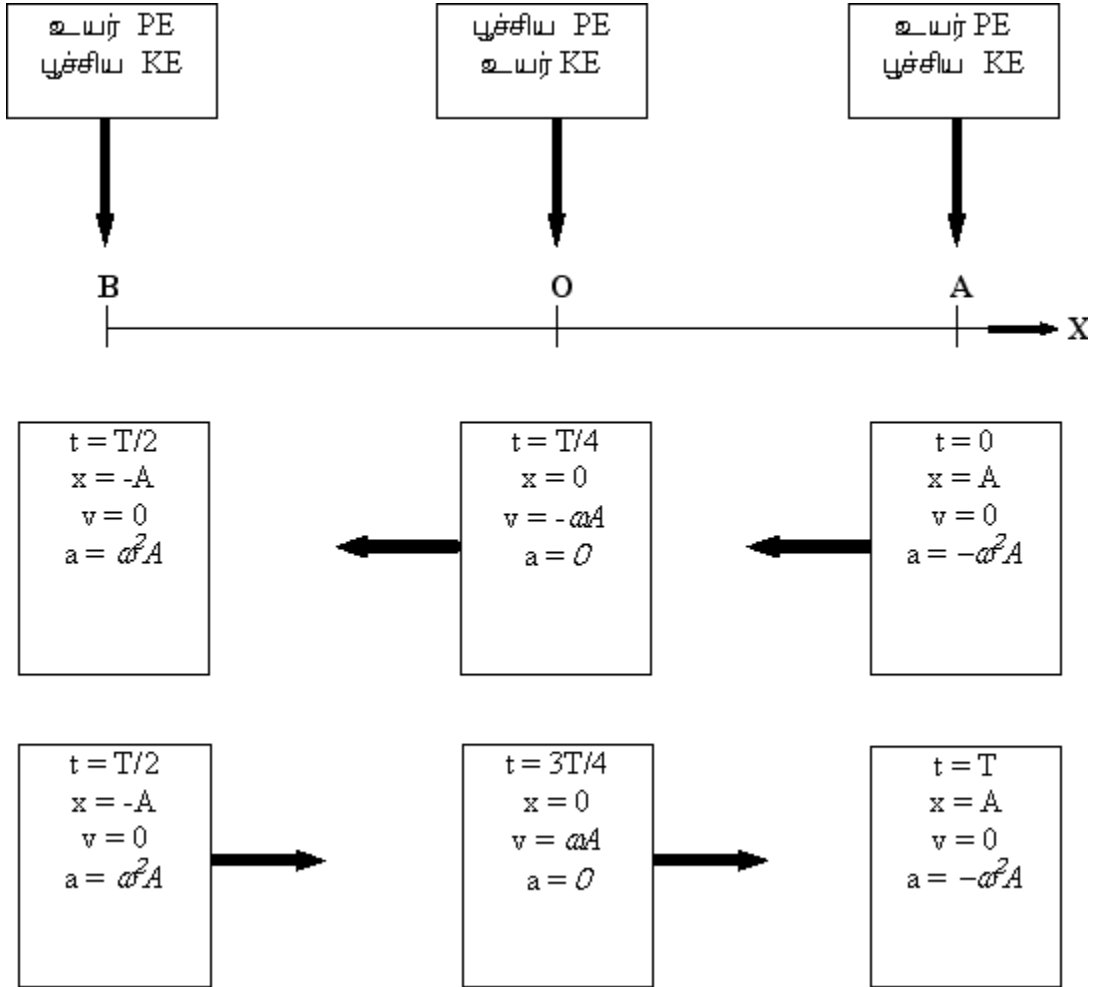 உயர் PE
பூச்சிய KE
பூச்சிய PE
உயர் KE
உயர் PE
பூச்சிய KE
B
O
A
X
t = T/2
x = -A
v = 0
a = ω²A
t = T/4
x = 0
v = -ωA
a = 0
t = 0
x = A
v = 0
a = −ω²A
t = T/2
x = -A
v = 0
a = ω²A
t = 3T/4
x = 0
v = ωA
a = 0
t = T
x = A
v = 0
a = −ω²A